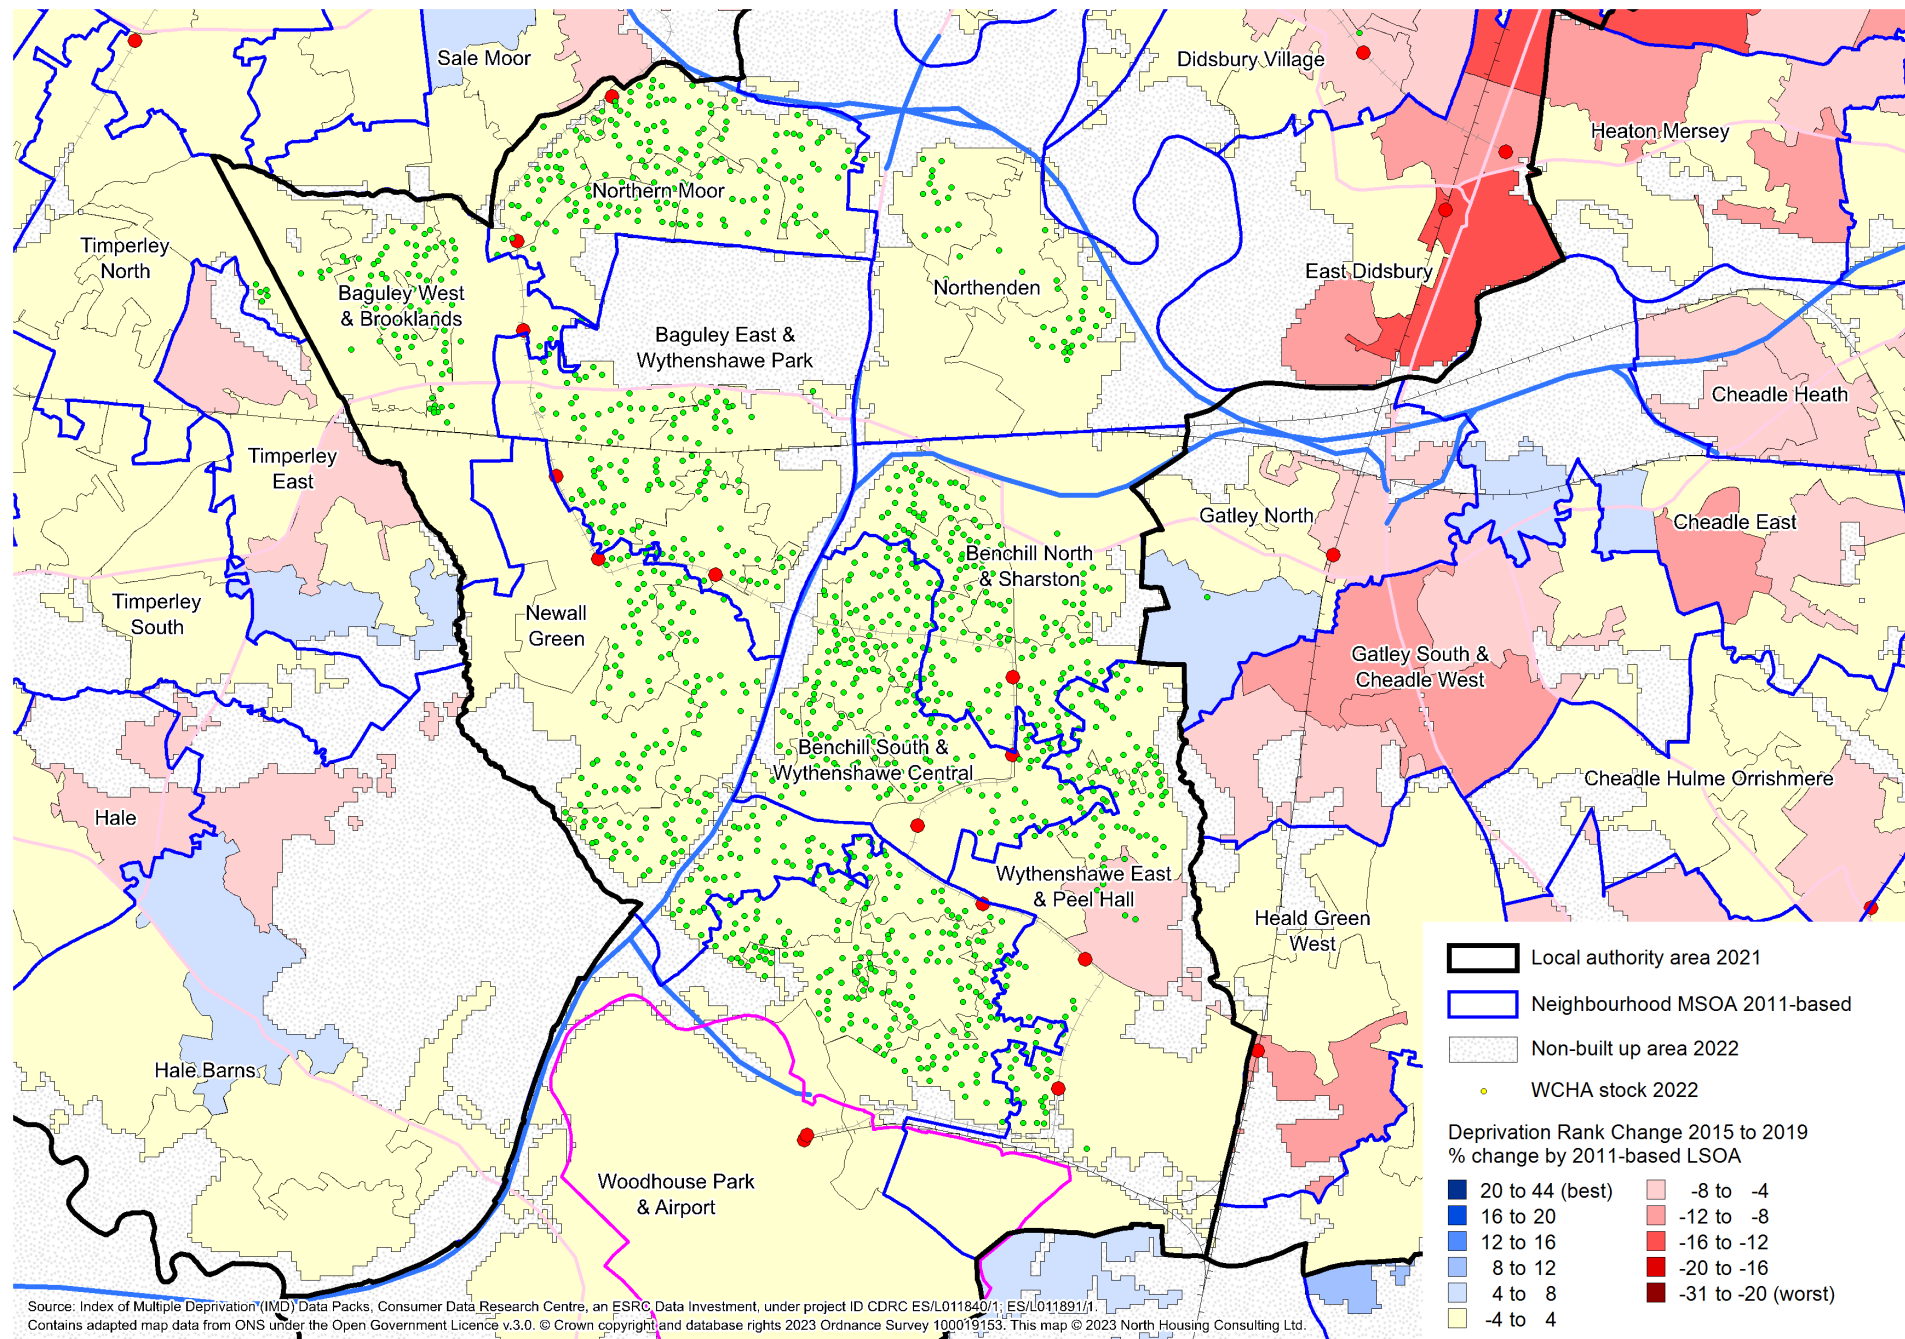 Sale Moor
Didsbury Village
Heaton Mersey
Northern Moor
Timperley
North
East Didsbury
Northenden
Baguley West
& Brooklands
Baguley East &
Wythenshawe Park
Cheadle Heath
Timperley
East
Gatley North
Cheadle East
Benchill North
& Sharston
Timperley
South
Newall
Green
Gatley South &
Cheadle West
Benchill South &
Wythenshawe Central
Cheadle Hulme Orrishmere
Hale
Wythenshawe East
& Peel Hall
Heald Green
West
Hale Barns
Woodhouse Park
& Airport
Local authority area 2021
Neighbourhood MSOA 2011-based
Non-built up area 2022
WCHA stock 2022
Deprivation Rank Change 2015 to 2019
% change by 2011-based LSOA
20 to 44 (best)
16 to 20
12 to 16
8 to 12
4 to 8
-4 to 4
-8 to -4
-12 to -8
-16 to -12
-20 to -16
-31 to -20 (worst)
Source: Index of Multiple Deprivation (IMD) Data Packs, Consumer Data Research Centre, an ESRC Data Investment, under project ID CDRC ES/L011840/1; ES/L011891/1.
Contains adapted map data from ONS under the Open Government Licence v.3.0. © Crown copyright and database rights 2023 Ordnance Survey 100019153. This map © 2023 North Housing Consulting Ltd.